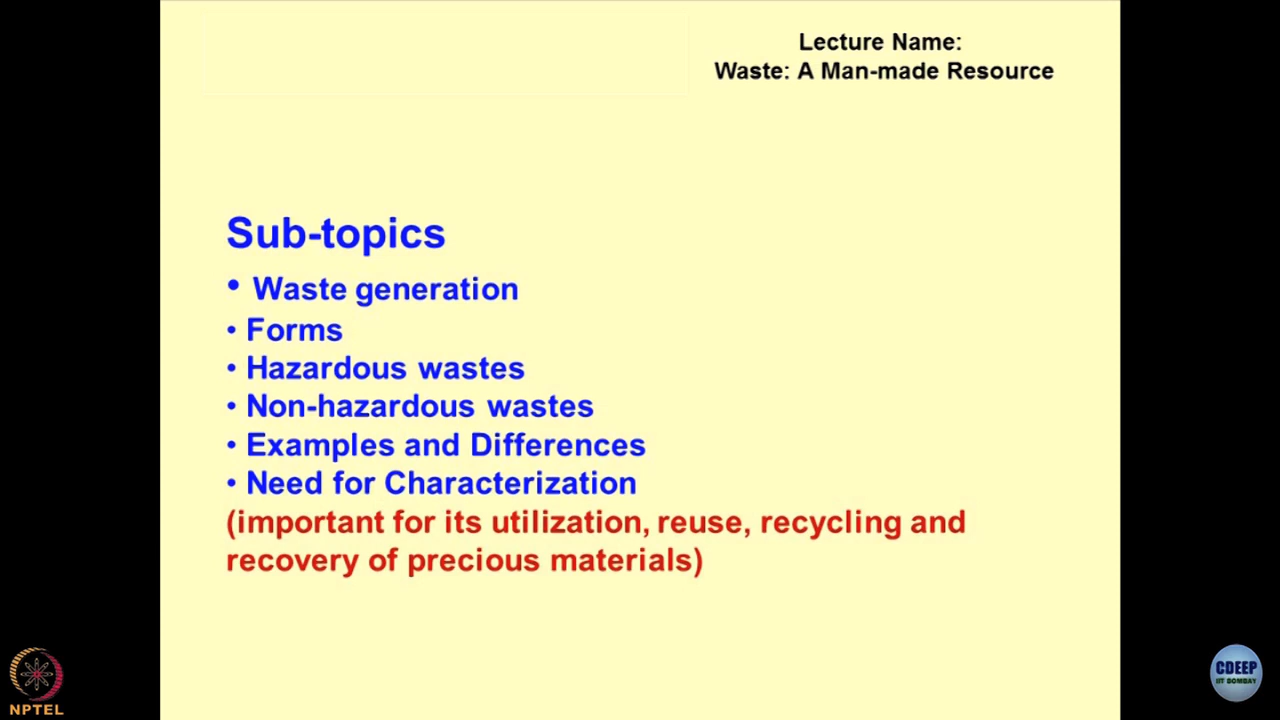 Lecture Name:
Waste: A Man-made Resource
Sub-topics
• Waste generation
• Forms
• Hazardous wastes
• Non-hazardous wastes
• Examples and Differences
• Need for Characterization
(important for its utilization, reuse, recycling and
recovery of precious materials)
NPTEL
CDEEP
IIT BOMBAY